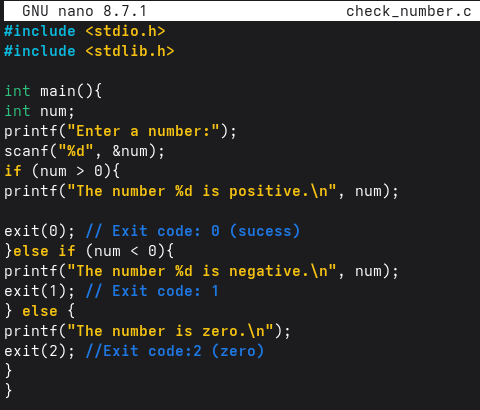 GNU nano 8.7.1 check_number.c
#include <stdio.h>
#include <stdlib.h>
int main(){
int num;
printf("Enter a number:");
scanf("%d", &num);
if (num > 0){
printf("The number %d is positive.\n", num);
exit(0); // Exit code: 0 (sucess)
}else if (num < 0){
printf("The number %d is negative.\n", num);
exit(1); // Exit code: 1
} else {
printf("The number is zero.\n");
exit(2); //Exit code:2 (zero)
}
}